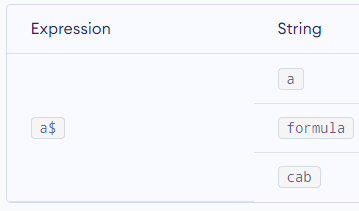 Expression String
a
a$ formula
cab